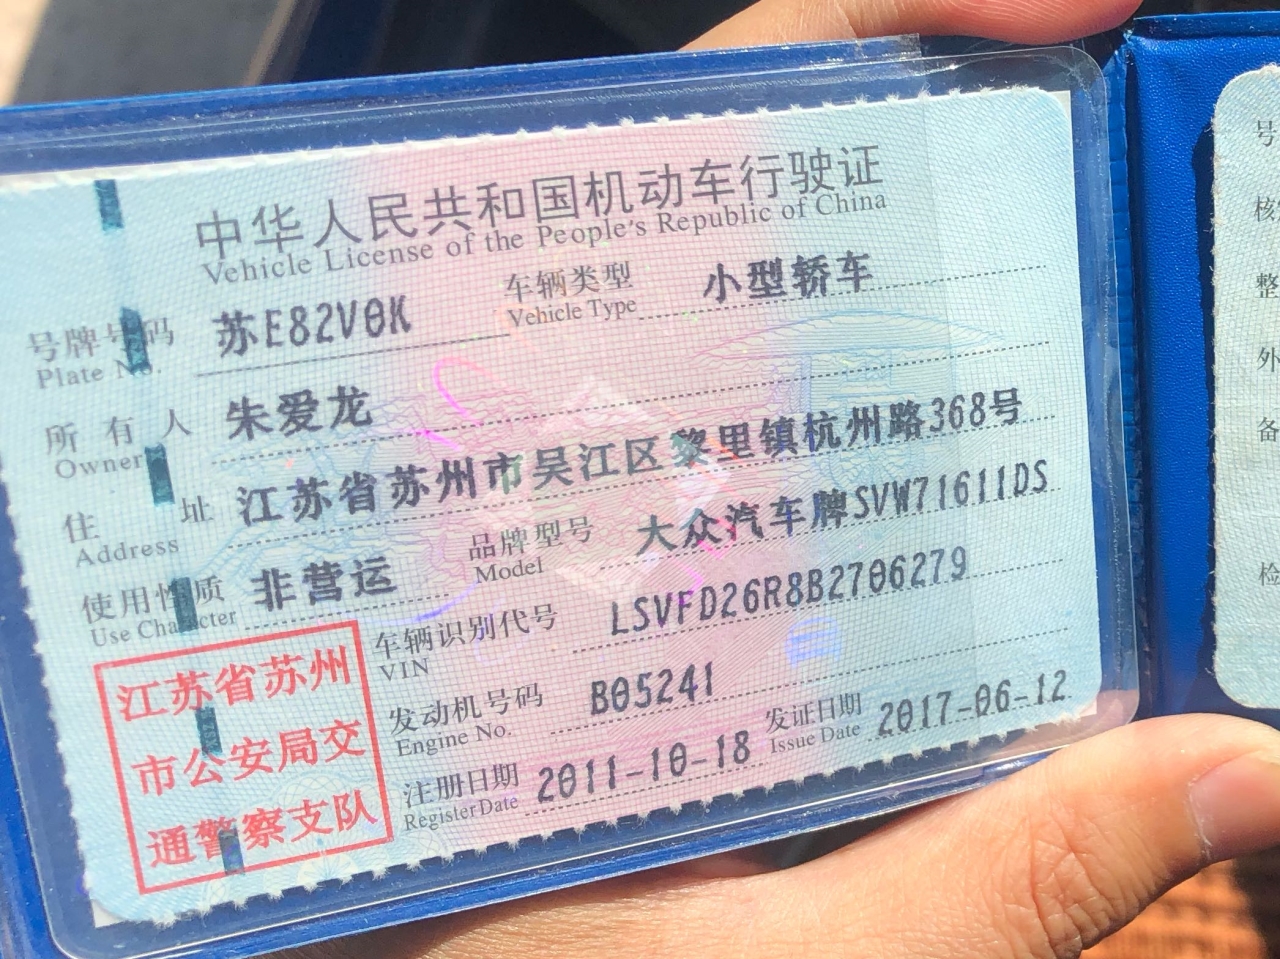 中华人民共和国机动车行驶证
Vehicle License of the People's Republic of China
号牌号码 苏E82V0K 车辆类型 小型轿车
Plate No. Vehicle Type
所有人 朱爱龙
Owner
住址 江苏省苏州市吴江区黎里镇杭州路368号
Address
使用性质 非营运 品牌型号 大众汽车牌SVW71611DS
Use Character Model
江苏省苏州
市公安局交
通警察支队
车辆识别代号 LSVFD26R8B2706279
VIN
发动机号码 B05241
Engine No.
注册日期 2011-10-18 发证日期 2017-06-12
Register Date Issue Date
号
核
整
外
备
检